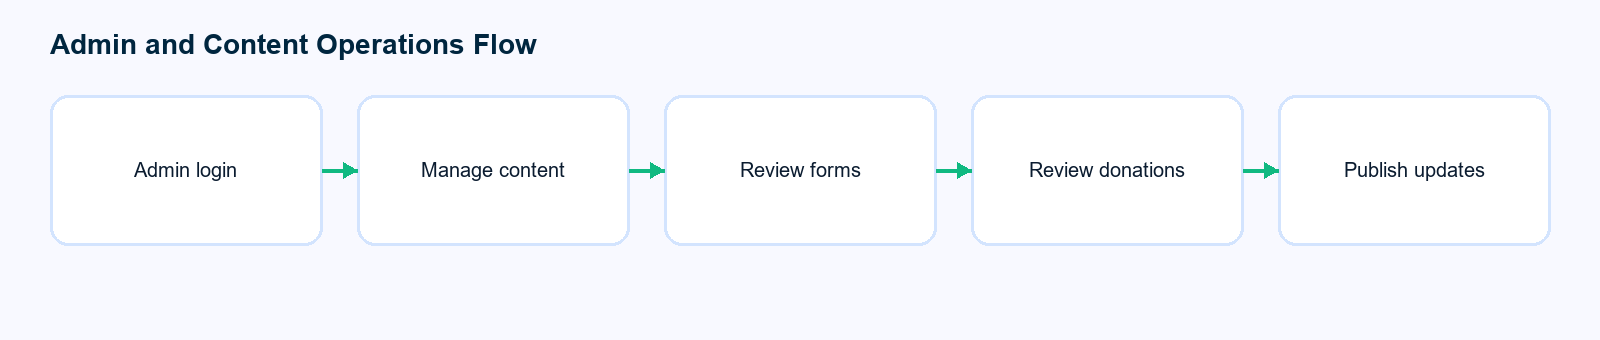 Admin and Content Operations Flow
Admin login
Manage content
Review forms
Review donations
Publish updates